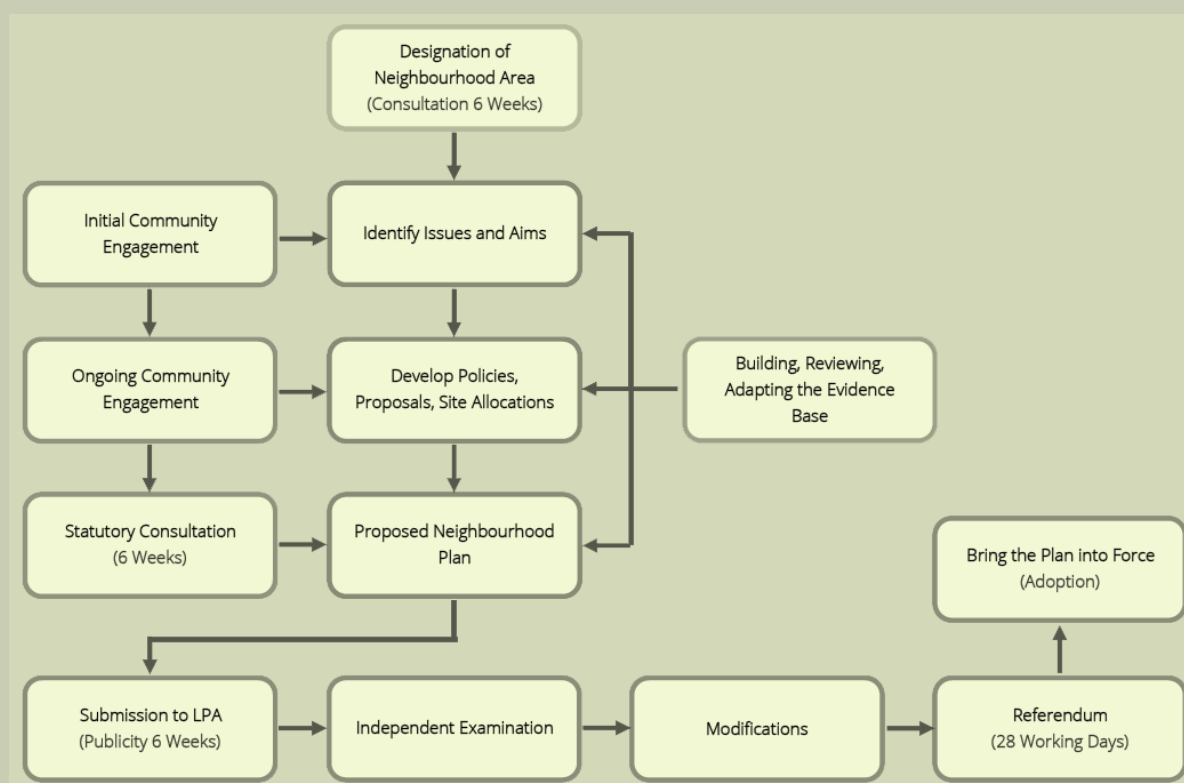 Designation of
Neighbourhood Area
(Consultation 6 Weeks)
Initial Community
Engagement
Identify Issues and Aims
Ongoing Community
Engagement
Develop Policies,
Proposals, Site Allocations
Building, Reviewing,
Adapting the Evidence
Base
Statutory Consultation
(6 Weeks)
Proposed Neighbourhood
Plan
Bring the Plan into Force
(Adoption)
Submission to LPA
(Publicity 6 Weeks)
Independent Examination
Modifications
Referendum
(28 Working Days)